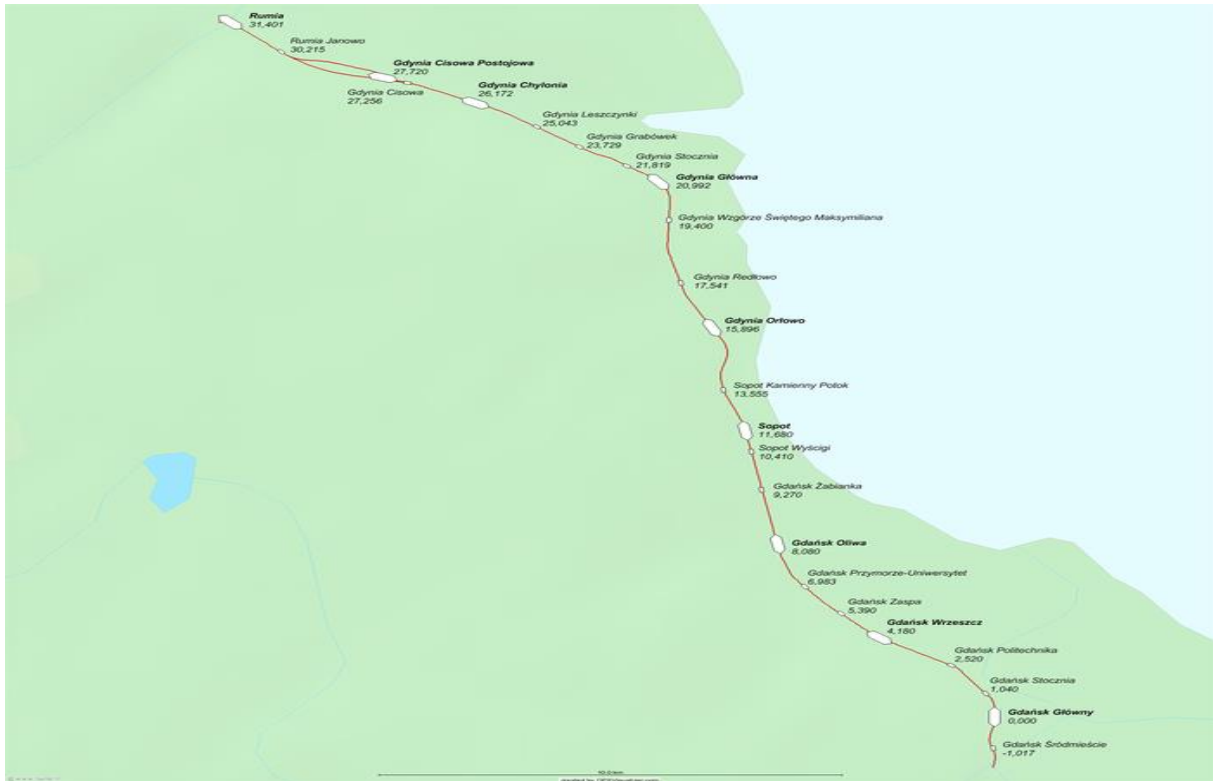 Rumia
31,401
Rumia Janowo
30,215
Gdynia Cisowa Postojowa
27,720
Gdynia Cisowa
27,256
Gdynia Chylonia
26,172
Gdynia Leszczynki
25,043
Gdynia Grabówek
23,729
Gdynia Stocznia
21,819
Gdynia Główna
20,992
Gdynia Wzgórze Świętego Maksymiliana
19,400
Gdynia Redłowo
17,541
Gdynia Orłowo
15,896
Sopot Kamienny Potok
13,555
Sopot
11,680
Sopot Wyścigi
10,410
Gdańsk Żabianka
9,270
Gdańsk Oliwa
8,080
Gdańsk Przymorze-Uniwersytet
6,983
Gdańsk Zaspa
5,390
Gdańsk Wrzeszcz
4,180
Gdańsk Politechnika
2,520
Gdańsk Stocznia
1,040
Gdańsk Główny
0,000
Gdańsk Śródmieście
-1,017
10,0 km